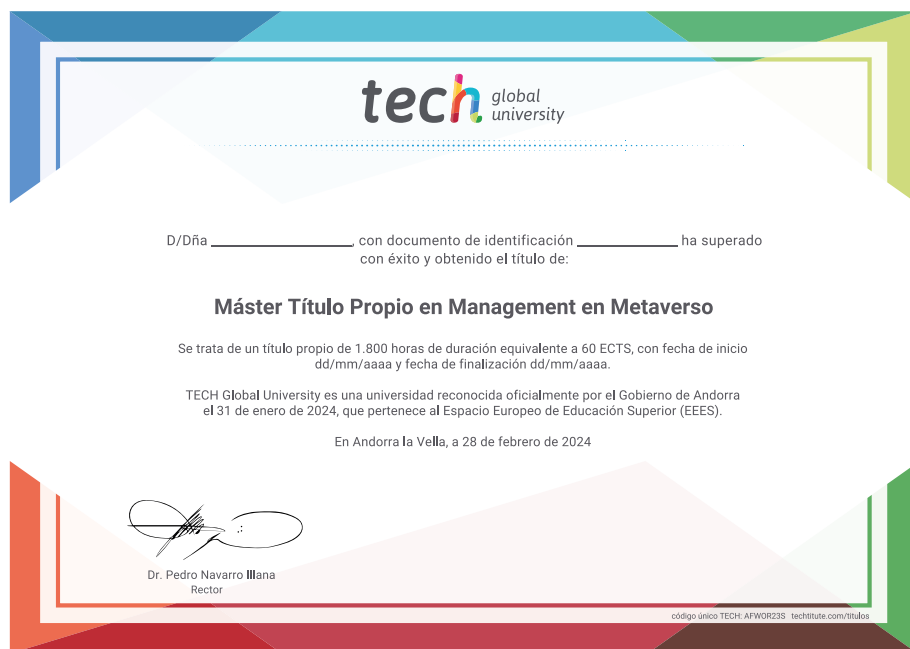 tech global university
D/Dña ________________, con documento de identificación ____________ ha superado
con éxito y obtenido el título de:
Máster Título Propio en Management en Metaverso
Se trata de un título propio de 1.800 horas de duración equivalente a 60 ECTS, con fecha de inicio
dd/mm/aaaa y fecha de finalización dd/mm/aaaa.
TECH Global University es una universidad reconocida oficialmente por el Gobierno de Andorra
el 31 de enero de 2024, que pertenece al Espacio Europeo de Educación Superior (EEES).
En Andorra la Vella, a 28 de febrero de 2024
Dr. Pedro Navarro Illana
Rector
código único TECH: AFWOR23S techtitute.com/titulos